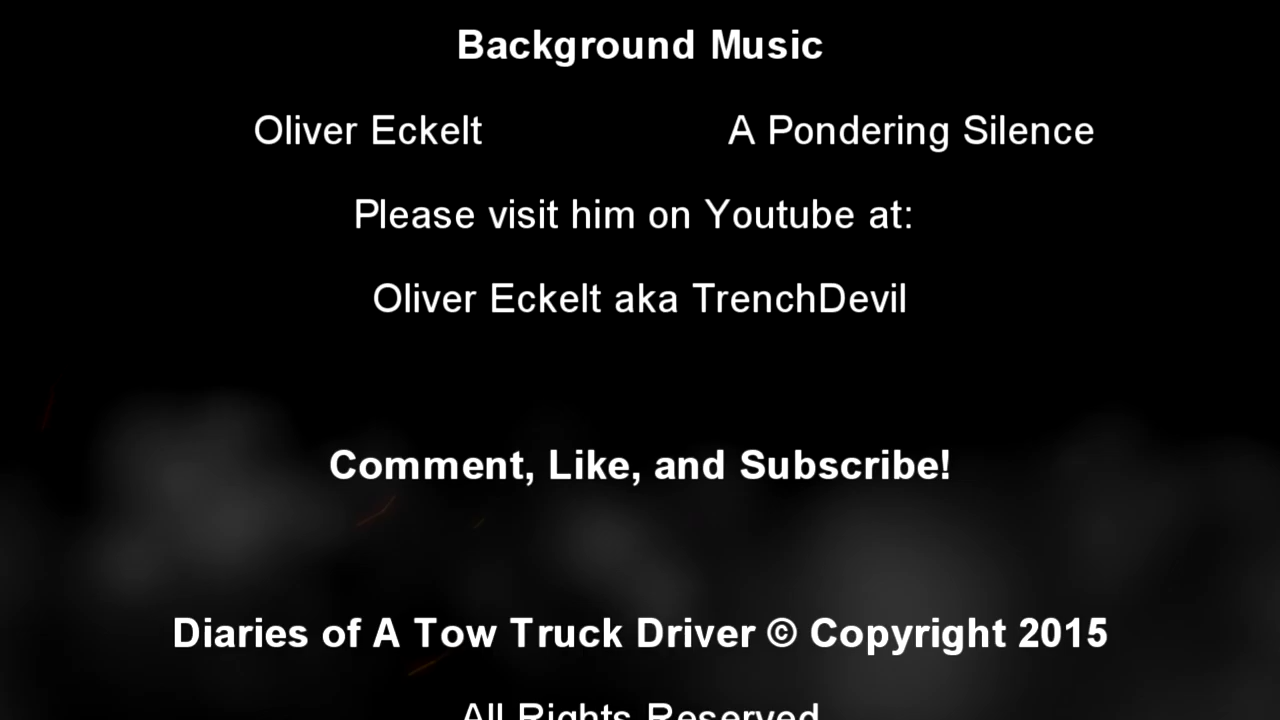 Background Music
Oliver Eckelt A Pondering Silence
Please visit him on Youtube at:
Oliver Eckelt aka TrenchDevil
Comment, Like, and Subscribe!
Diaries of A Tow Truck Driver © Copyright 2015
All Rights Reserved